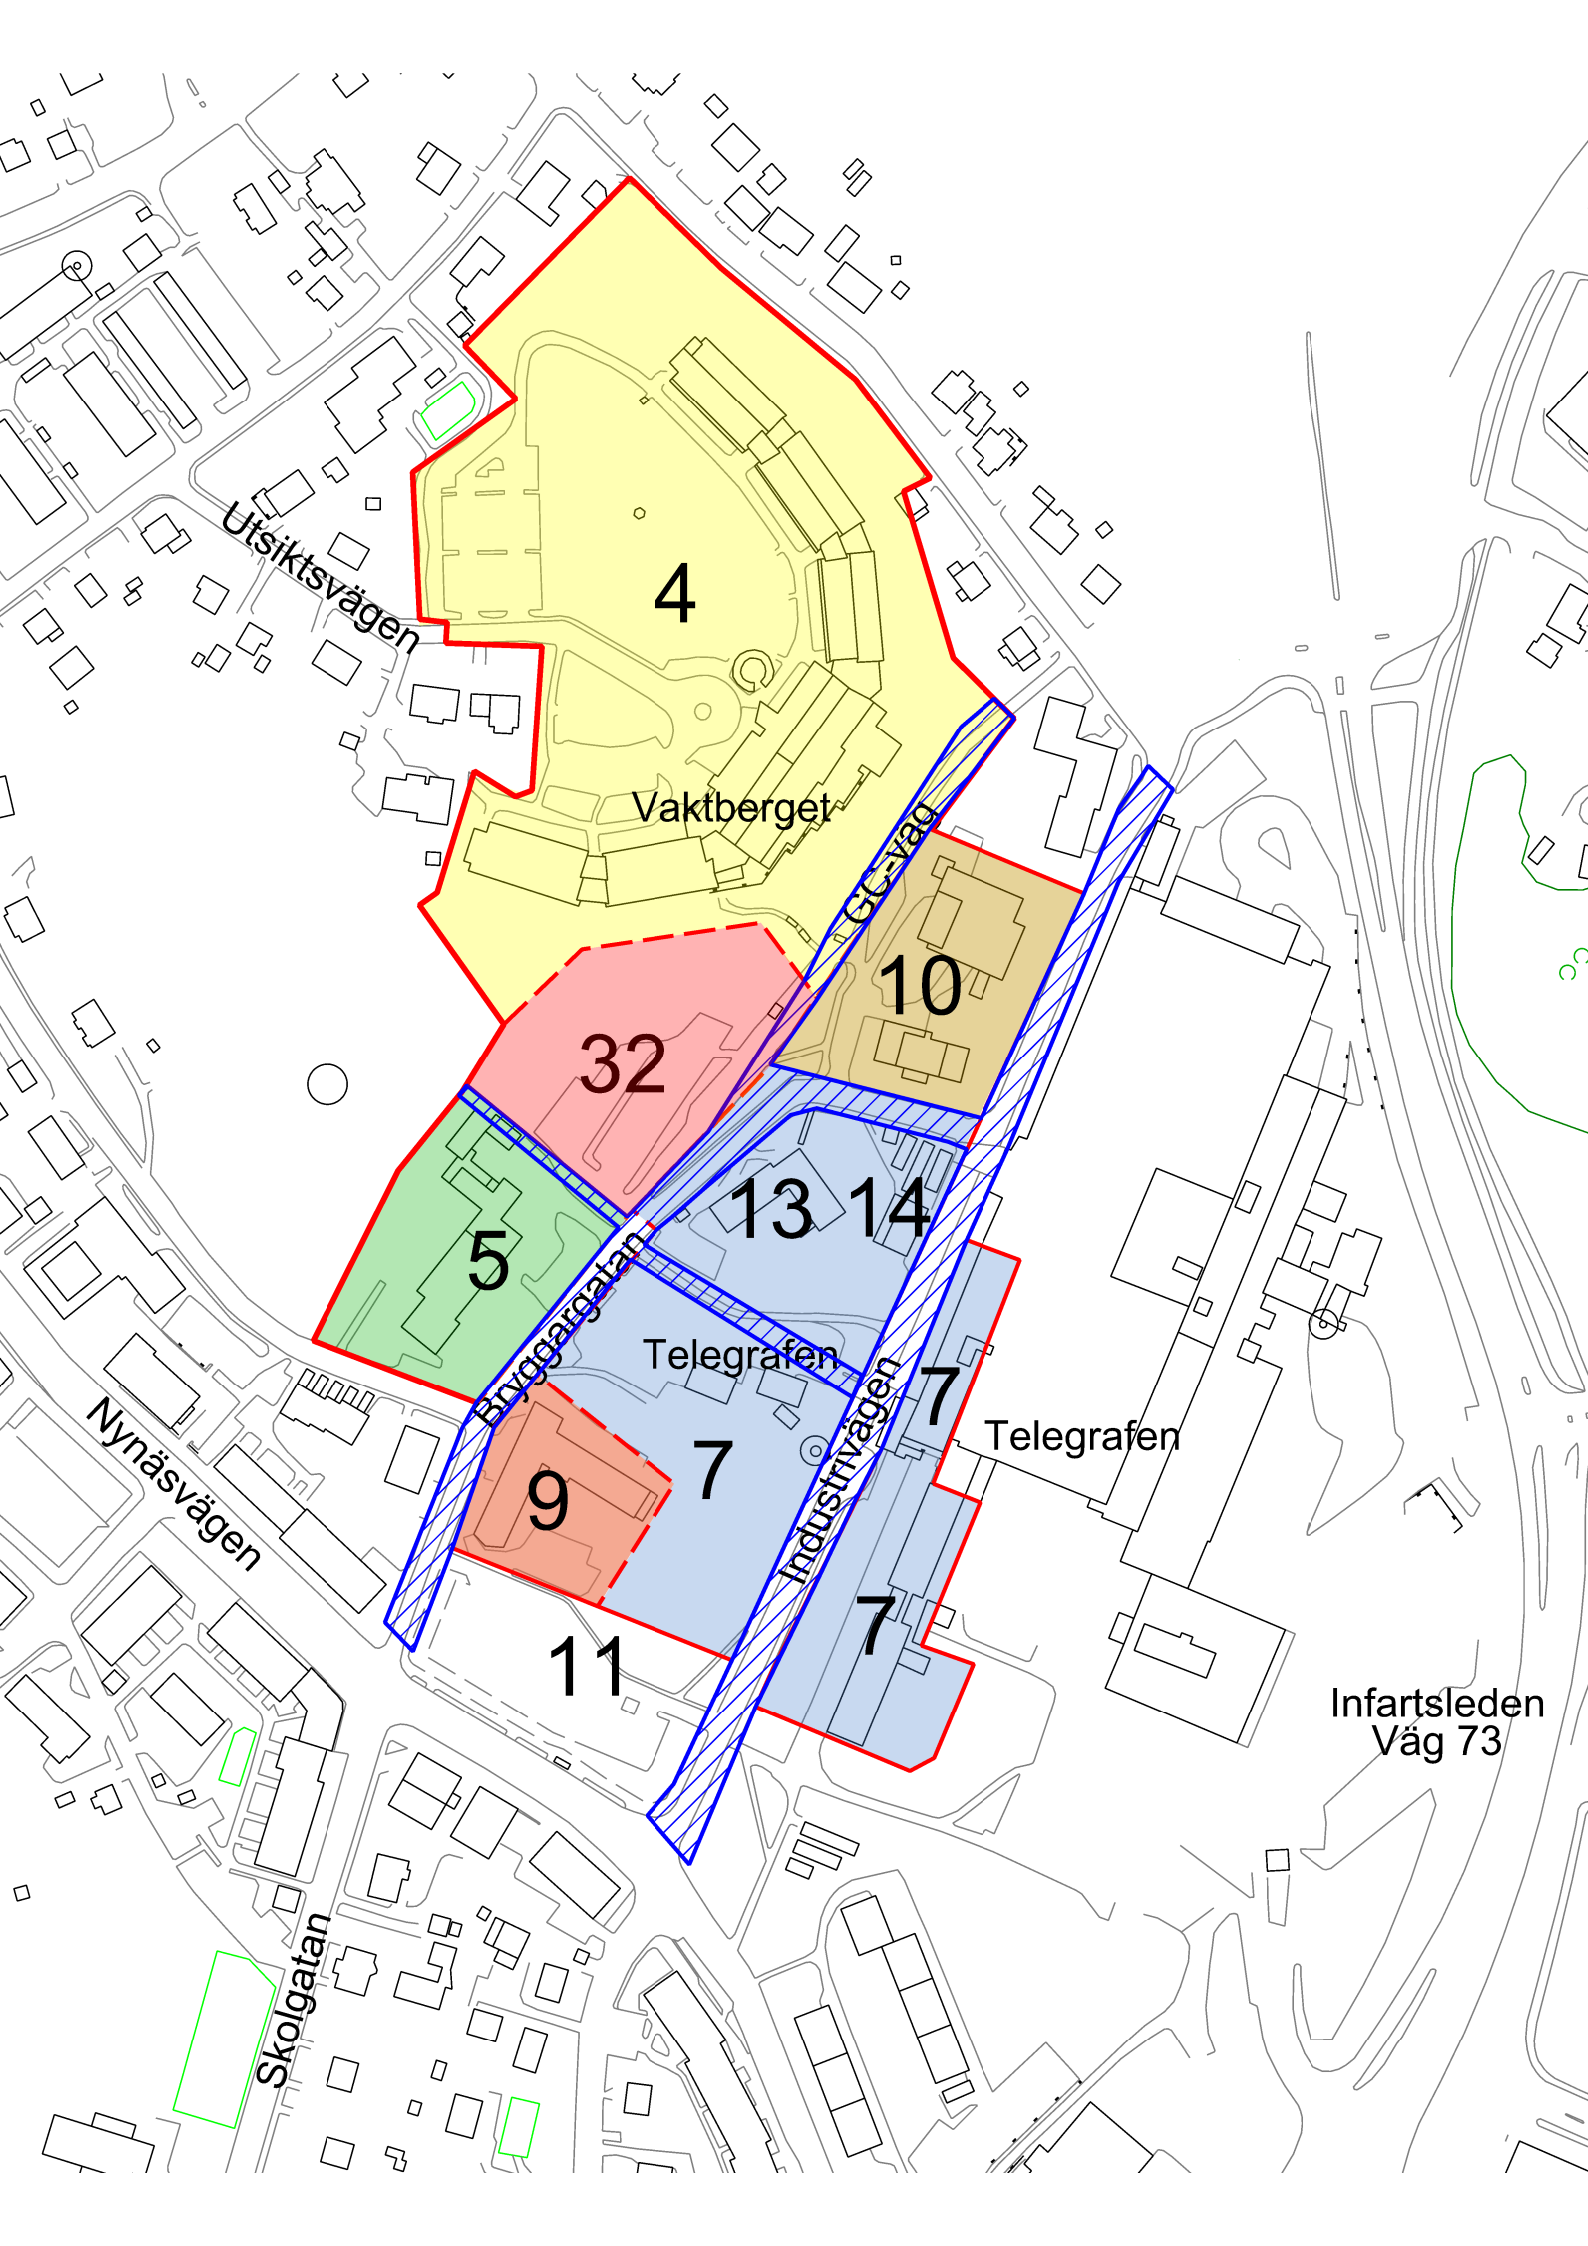 Utsiktsvägen
4
Vaktberget
GC-väg
10
32
13
14
5
Bryggargatan
Telegrafen
7
Telegrafen
Industrivägen
Nynäsvägen
7
9
7
11
Infartsleden
Väg 73
Skolgatan